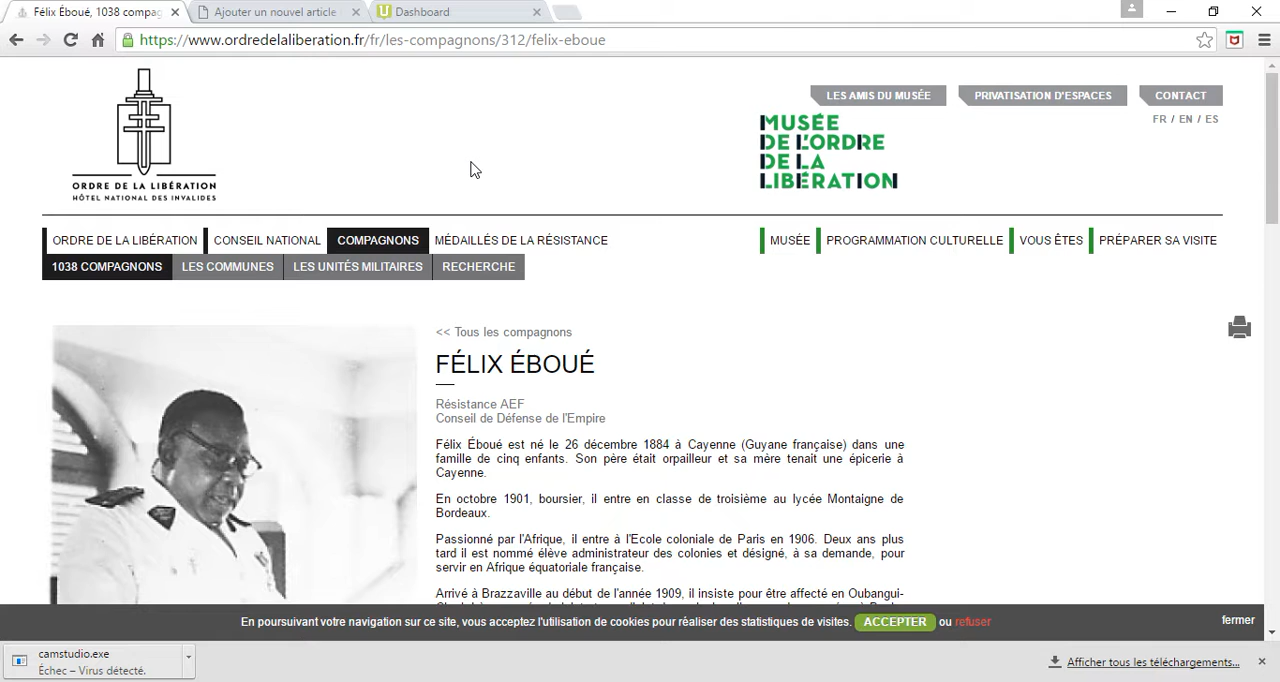 Félix Éboué, 1038 compag
Ajouter un nouvel article
Dashboard
https://www.ordredelaliberation.fr/fr/les-compagnons/312/felix-eboue
ORDRE DE LA LIBÉRATION
HÔTEL NATIONAL DES INVALIDES
LES AMIS DU MUSÉE PRIVATISATION D'ESPACES CONTACT
FR / EN / ES
MUSÉE
DE L'ORDRE
DE LA
LIBÉRATION
ORDRE DE LA LIBÉRATION CONSEIL NATIONAL COMPAGNONS MÉDAILLÉS DE LA RÉSISTANCE MUSÉE PROGRAMMATION CULTURELLE VOUS ÊTES PRÉPARER SA VISITE
1038 COMPAGNONS LES COMMUNES LES UNITÉS MILITAIRES RECHERCHE
<< Tous les compagnons
FÉLIX ÉBOUÉ
Résistance AEF
Conseil de Défense de l'Empire
Félix Éboué est né le 26 décembre 1884 à Cayenne (Guyane française) dans une
famille de cinq enfants. Son père était orpailleur et sa mère tenait une épicerie à
Cayenne.
En octobre 1901, boursier, il entre en classe de troisième au lycée Montaigne de
Bordeaux.
Passionné par l'Afrique, il entre à l'Ecole coloniale de Paris en 1906. Deux ans plus
tard il est nommé élève administrateur des colonies et désigné, à sa demande, pour
servir en Afrique équatoriale française.
Arrivé à Brazzaville au début de l'année 1909, il insiste pour être affecté en Oubangui-
En poursuivant votre navigation sur ce site, vous acceptez l'utilisation de cookies pour réaliser des statistiques de visites. ACCEPTER ou refuser
fermer
camstudio.exe
Échec – Virus détecté.
Afficher tous les téléchargements...